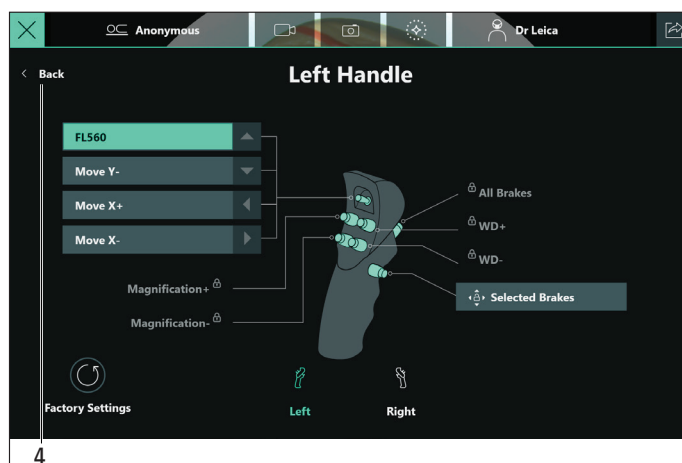 Anonymous
Dr Leica
Back
Left Handle
FL560
Move Y-
Move X+
Move X-
Magnification+
Magnification-
All Brakes
WD+
WD-
Selected Brakes
Factory Settings
Left
Right
4